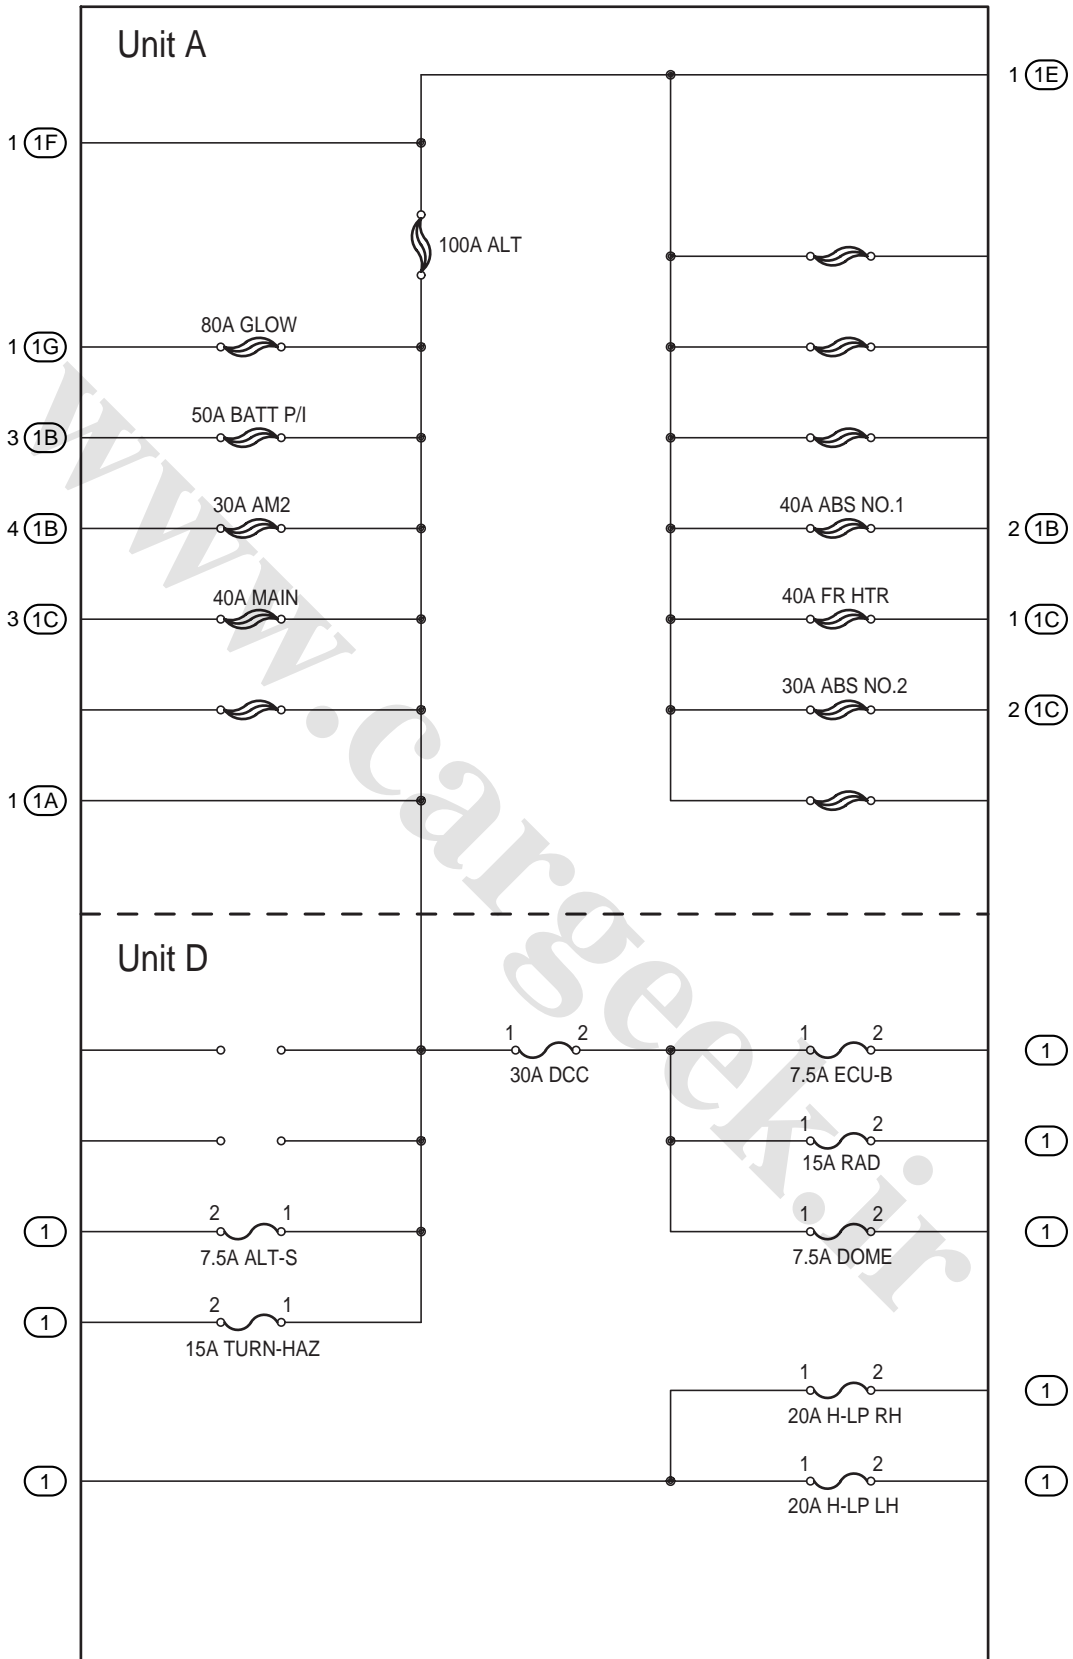 Unit A
1 1E
1 1F
100A ALT
80A GLOW
1 1G
50A BATT P/I
3 1B
30A AM2
40A ABS NO.1
4 1B
2 1B
40A MAIN
40A FR HTR
3 1C
1 1C
30A ABS NO.2
2 1C
1 1A
Unit D
1 2
1 2
30A DCC
7.5A ECU-B
1
1 2
15A RAD
1
2 1
1 2
1
7.5A ALT-S
7.5A DOME
1
2 1
1
15A TURN-HAZ
1 2
20A H-LP RH
1
1 2
1
20A H-LP LH
1
www.cargeek.ir